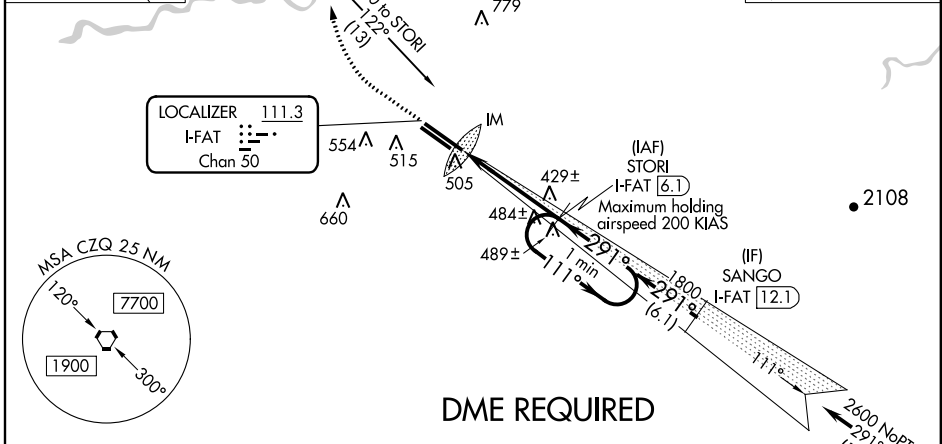 779
0 to STORI
122°
(13)
LOCALIZER 111.3
I-FAT
Chan 50
IM
554
515
505
660
429±
484±
489±
(IAF)
STORI
I-FAT 6.1
Maximum holding
airspeed 200 KIAS
2108
291°
1 min
111°
1800
291°
(6.1)
(IF)
SANGO
I-FAT 12.1
111°
2600 NoPT
291°
MSA CZQ 25 NM
120°
7700
1900
300°
DME REQUIRED